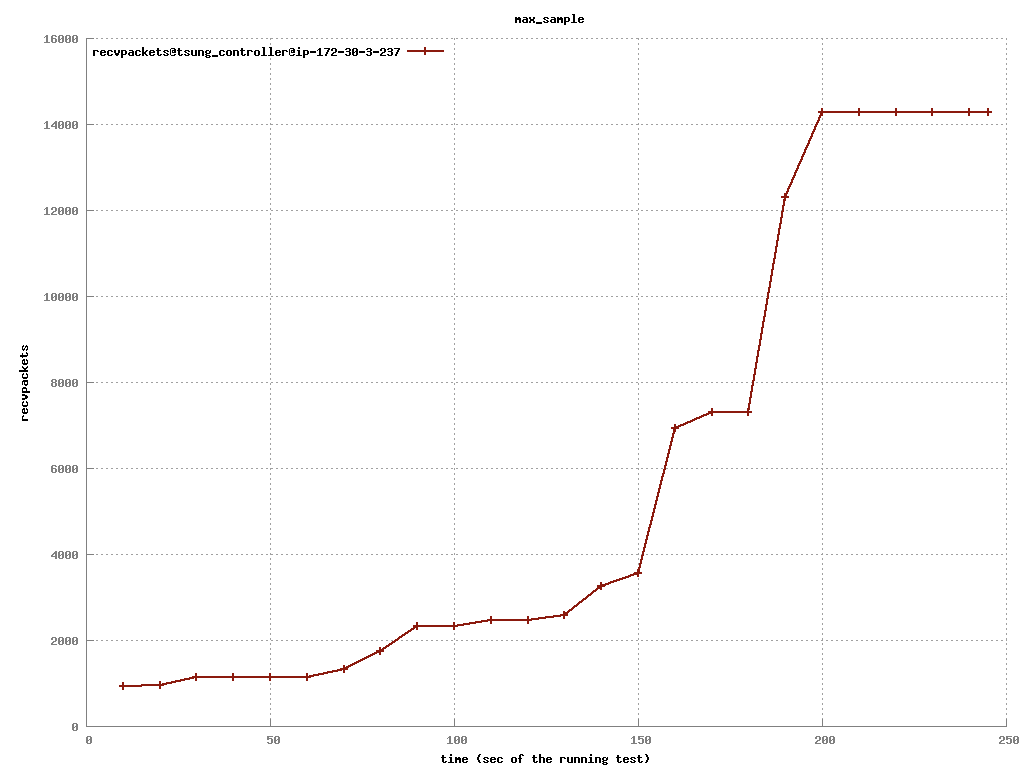 max_sample
16000
recvpackets@tsung_controller@ip-172-30-3-237
14000
12000
10000
8000
6000
4000
2000
0
recvpackets
0 50 100 150 200 250
time (sec of the running test)